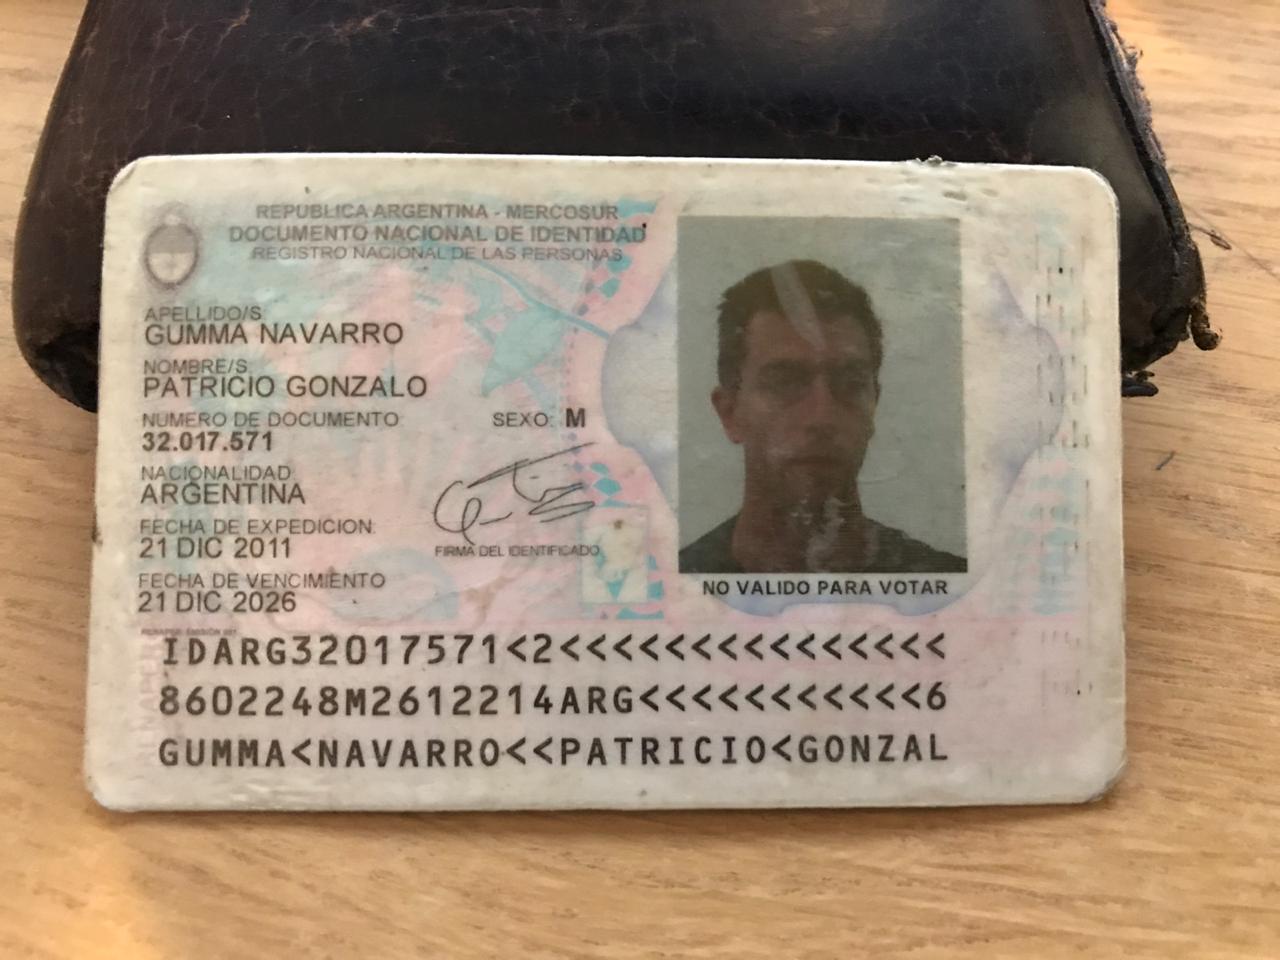 REPUBLICA ARGENTINA - MERCOSUR
DOCUMENTO NACIONAL DE IDENTIDAD
REGISTRO NACIONAL DE LAS PERSONAS
APELLIDO/S
GUMMA NAVARRO
NOMBRE/S
PATRICIO GONZALO
NUMERO DE DOCUMENTO: SEXO: M
32.017.571
NACIONALIDAD
ARGENTINA
FECHA DE EXPEDICION:
21 DIC 2011
FIRMA DEL IDENTIFICADO
FECHA DE VENCIMIENTO
21 DIC 2026
NO VALIDO PARA VOTAR
IDARG32017571<2<<<<<<<<<<<<<<<
8602248M2612214ARG<<<<<<<<<<<6
GUMMA<NAVARRO<<PATRICIO<GONZAL